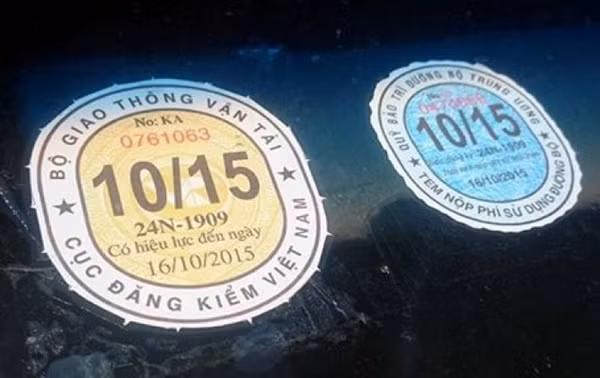 BỘ GIAO THÔNG VẬN TẢI
No: KA
0761063
10/15
24N-1909
Có hiệu lực đến ngày
16/10/2015
CỤC ĐĂNG KIỂM VIỆT NAM
QUỸ BẢO TRÌ ĐƯỜNG BỘ TRUNG ƯƠNG
10/15
24N-1909
16/10/2015
TEM NỘP PHÍ SỬ DỤNG ĐƯỜNG BỘ